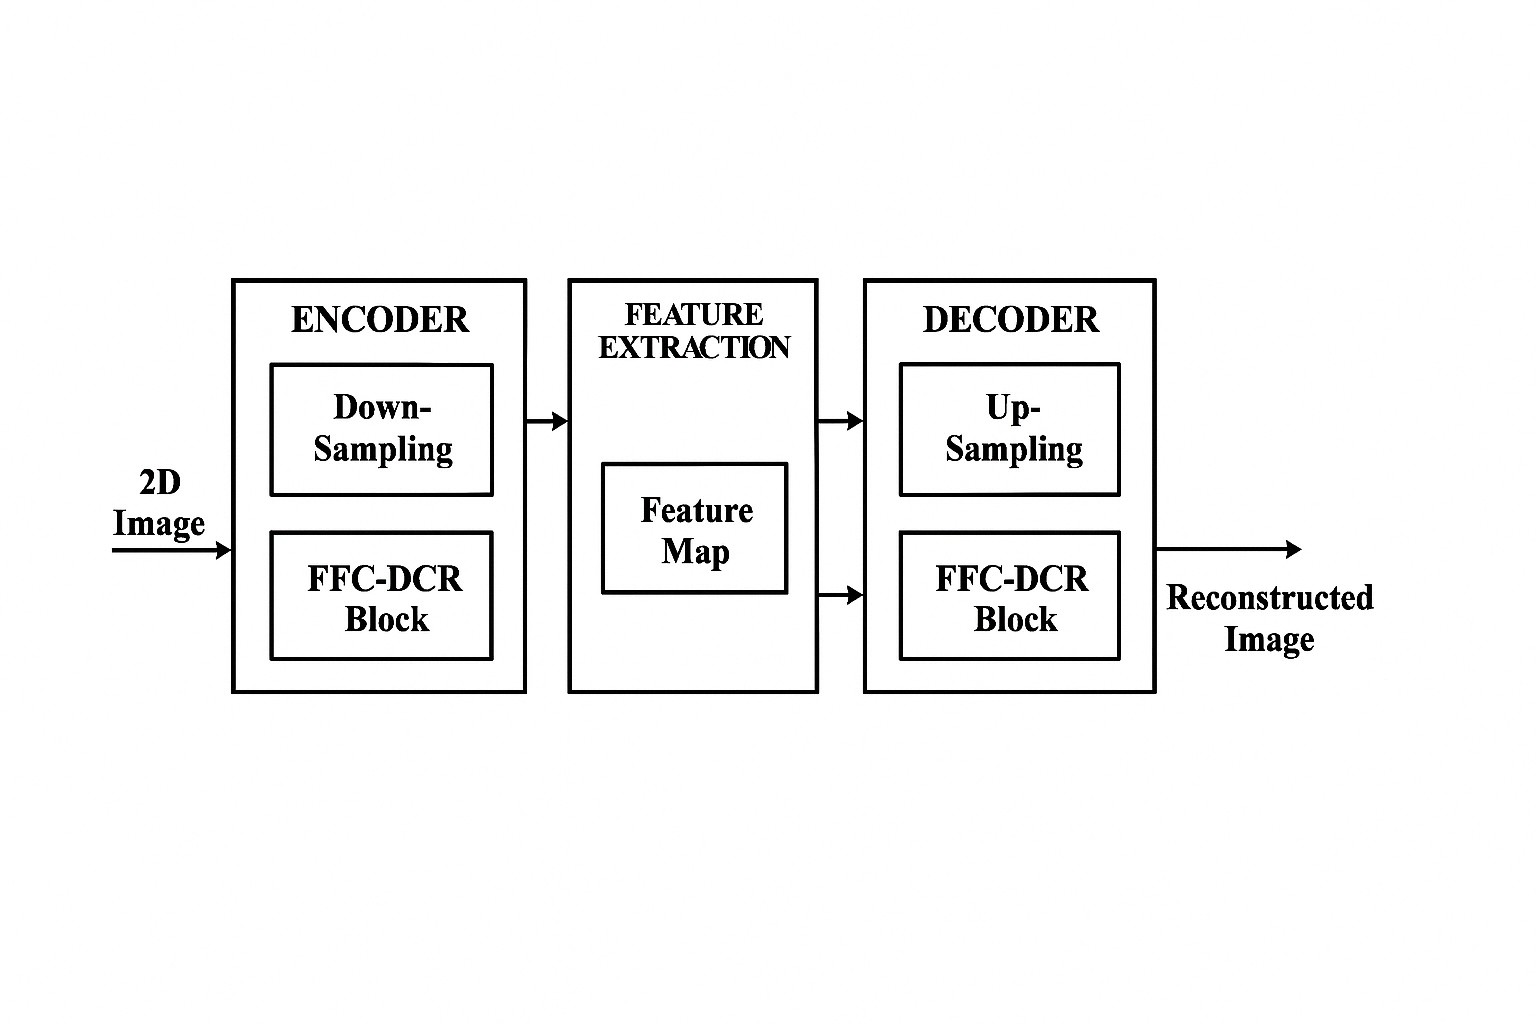 2D
Image
ENCODER
Down-
Sampling
FFC-DCR
Block
FEATURE
EXTRACTION
Feature
Map
DECODER
Up-
Sampling
FFC-DCR
Block
Reconstructed
Image